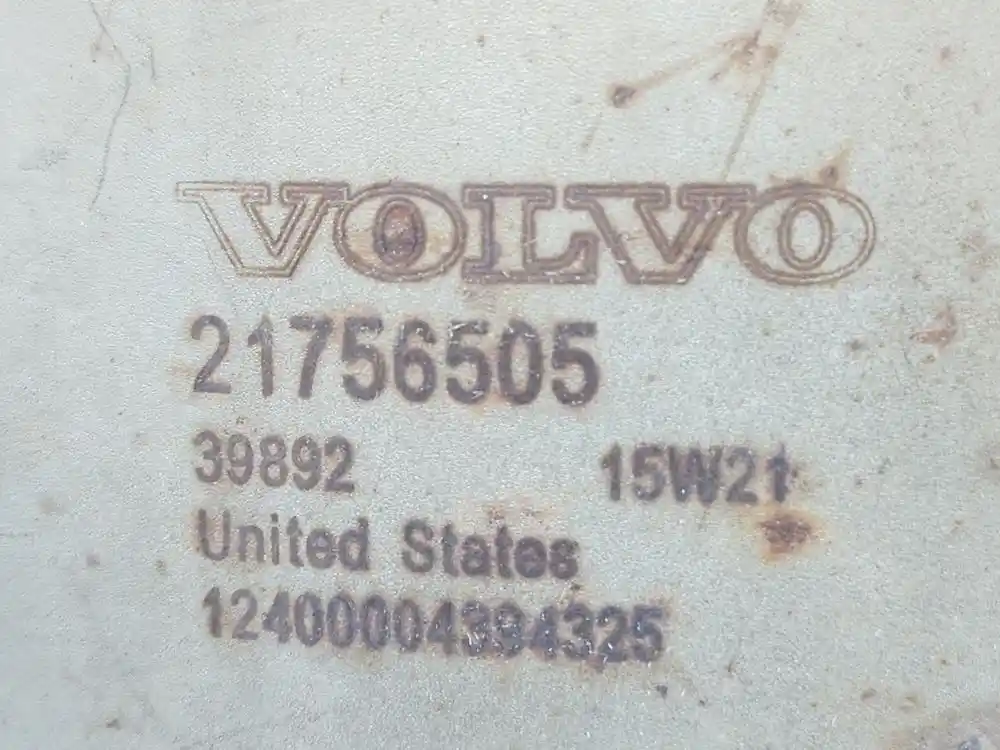 VOLVO
21756505
39892 15W21
United States
12400004394325